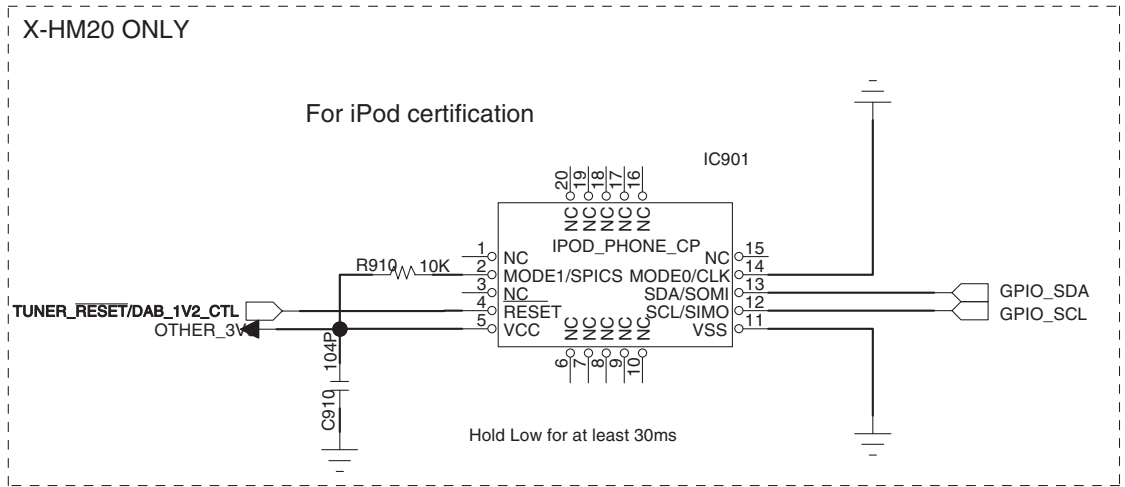 X-HM20 ONLY
For iPod certification
IC901
20 19 18 17 16
NC NC NC NC NC
IPOD_PHONE_CP
1 NC NC 15
R910 10K 2 MODE1/SPICS MODE0/CLK 14
3 NC SDA/SOMI 13 GPIO_SDA
TUNER_RESET/DAB_1V2_CTL 4 RESET SCL/SIMO 12 GPIO_SCL
OTHER_3V 5 VCC VSS 11
NC NC NC NC NC
6 7 8 9 10
104P
C910
Hold Low for at least 30ms